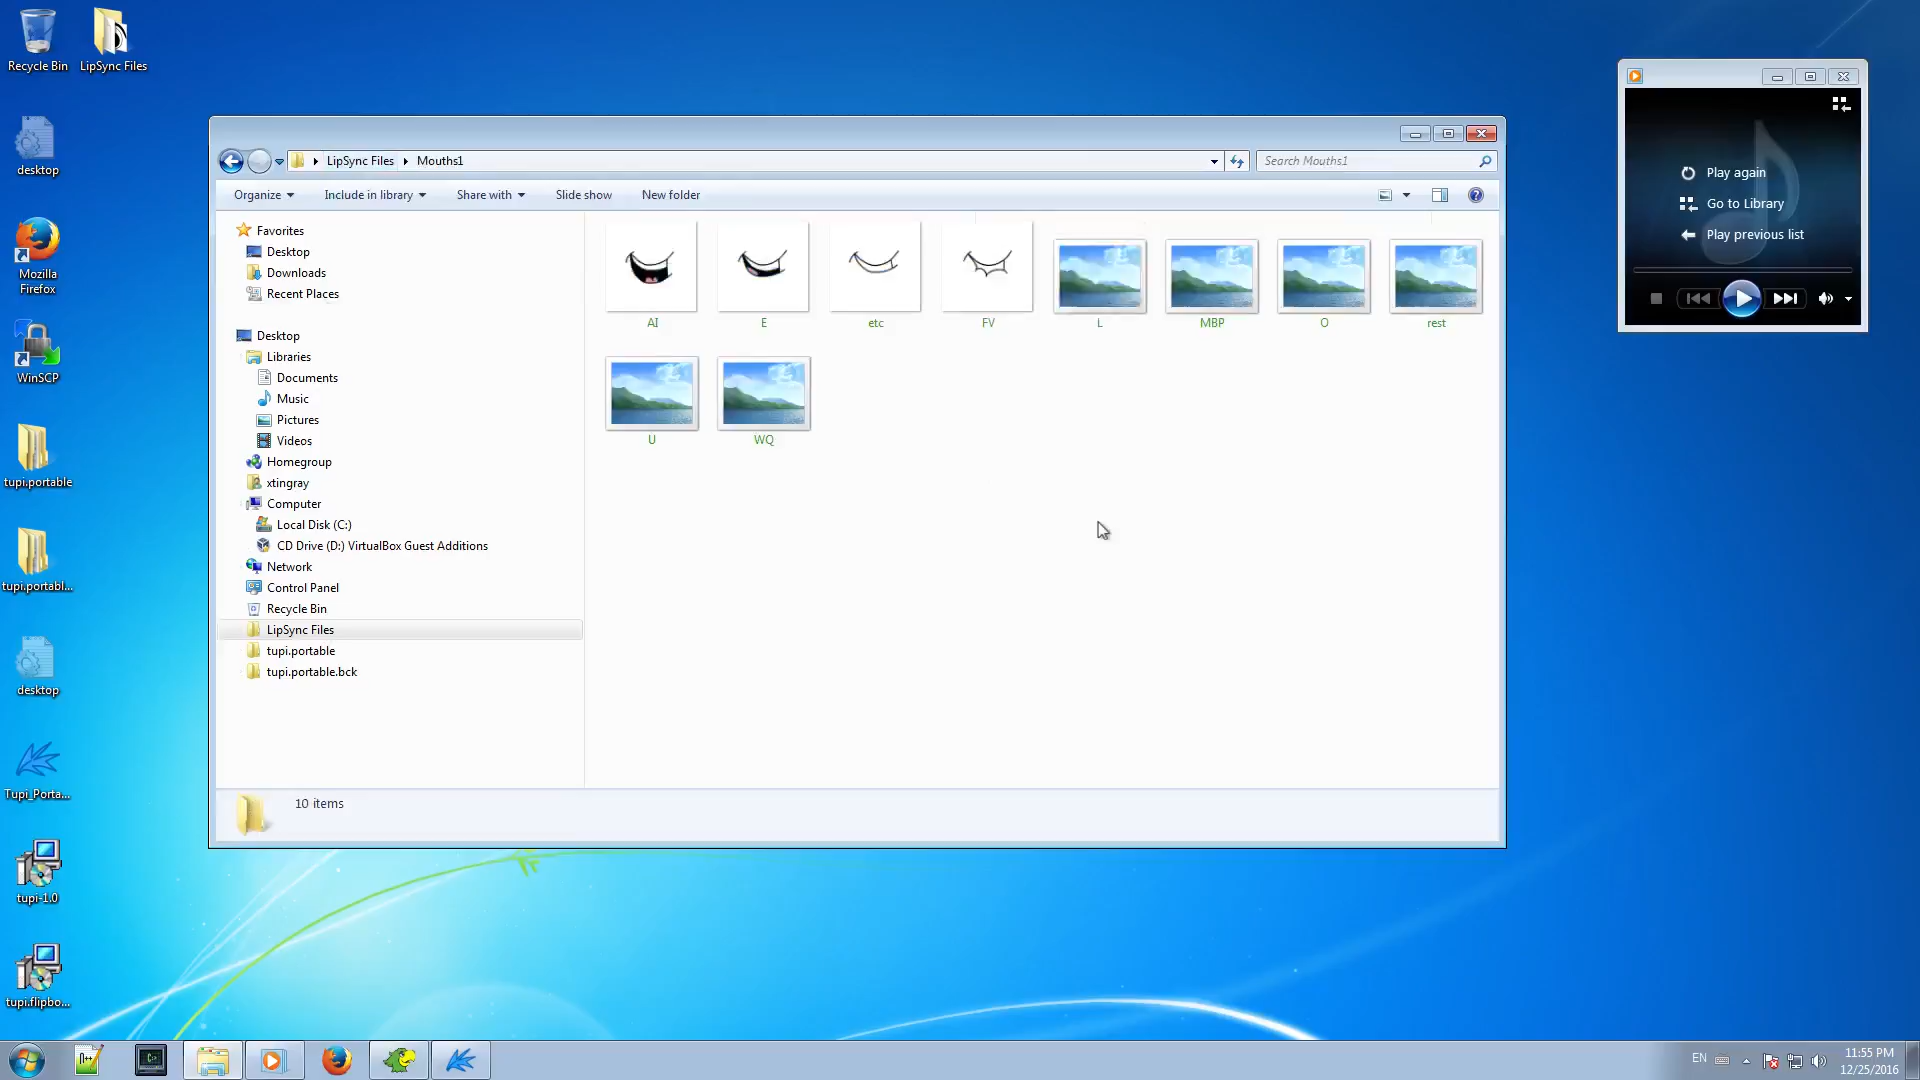 Recycle Bin
LipSync Files
desktop
Mozilla
Firefox
WinSCP
tupi.portable
tupi.portabl...
desktop
Tupi_Porta...
tupi-1.0
tupi.flipbo...
LipSync Files
Mouths1
Search Mouths1
Organize
Include in library
Share with
Slide show
New folder
Favorites
Desktop
Downloads
Recent Places
Desktop
Libraries
Documents
Music
Pictures
Videos
Homegroup
xtingray
Computer
Local Disk (C:)
CD Drive (D:) VirtualBox Guest Additions
Network
Control Panel
Recycle Bin
LipSync Files
tupi.portable
tupi.portable.bck
AI
E
etc
FV
L
MBP
O
rest
U
WQ
10 items
Play again
Go to Library
Play previous list
EN
11:55 PM
12/25/2016